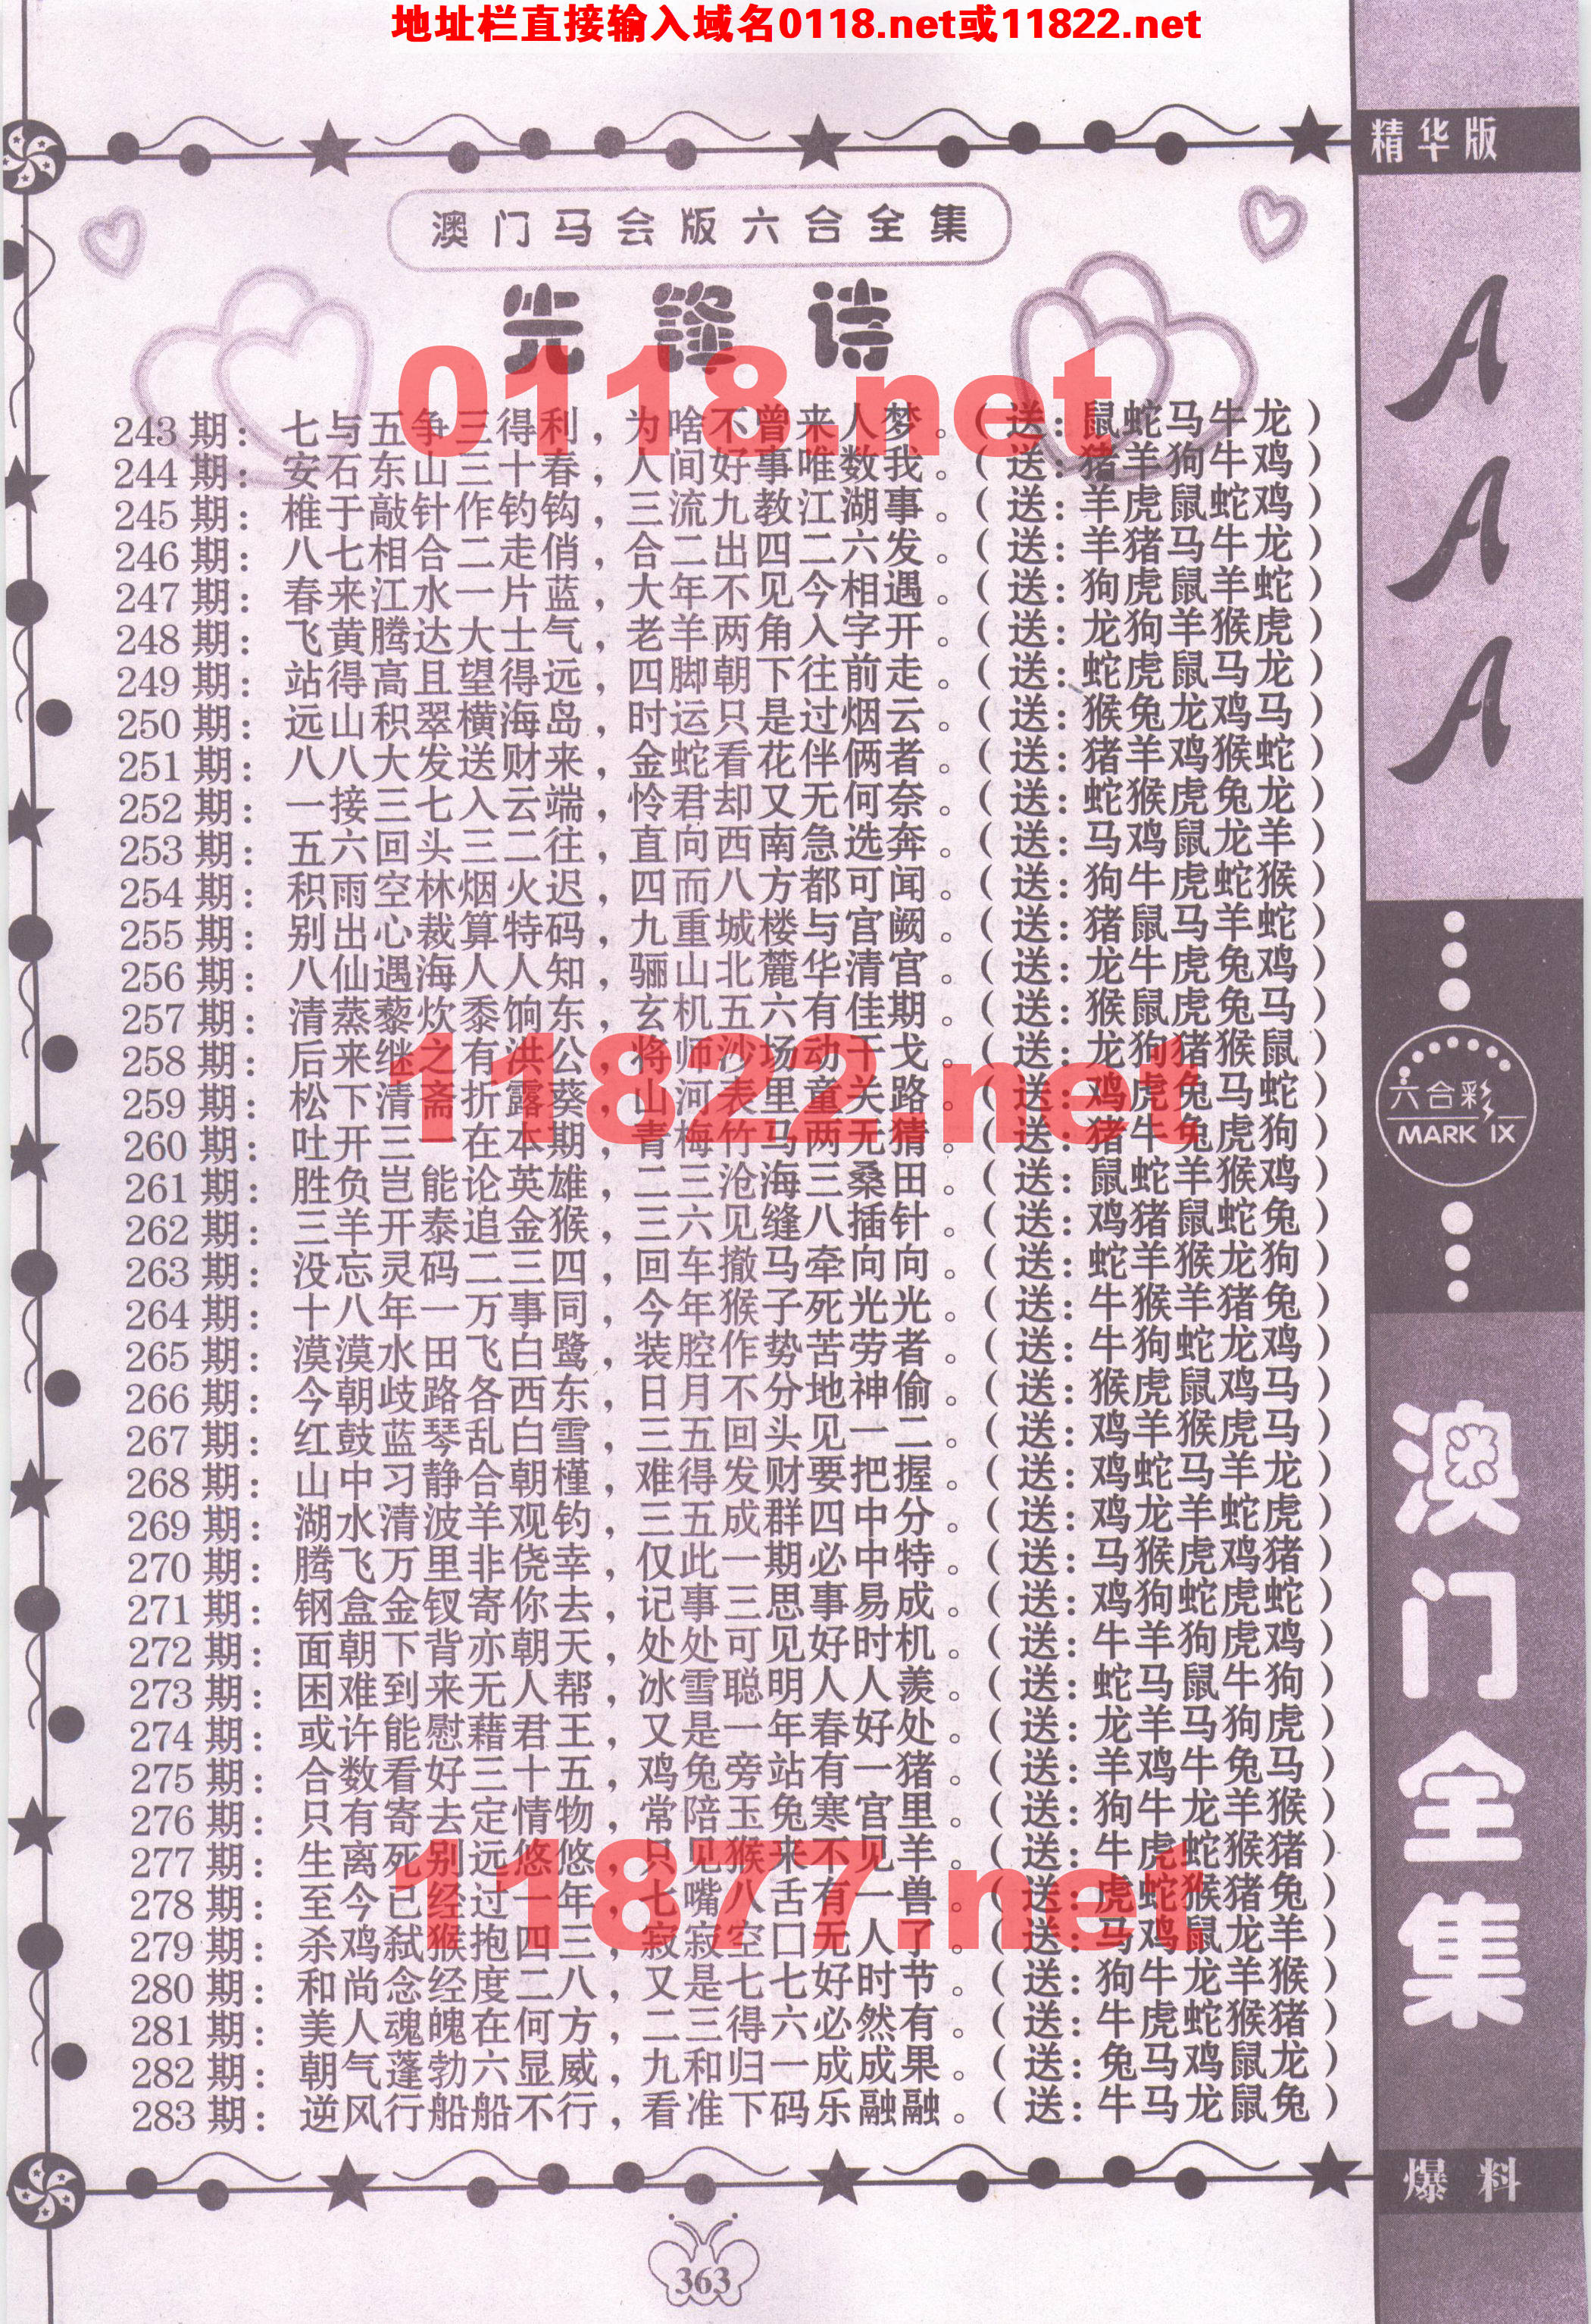 地址栏直接输入域名0118.net或11822.net
精华版
澳门马会版六合全集
先锋诗
0118.net
243期：七与五争三得利，为啥不曾来人梦。（送：鼠蛇马牛龙）
244期：安石东山三十春，人间好事唯数我。（送：猪羊狗牛鸡）
245期：椎于敲针作钓钩，三流九教江湖事。（送：羊虎鼠蛇鸡）
246期：八七相合二走俏，合二出四二六发。（送：羊猪马牛龙）
247期：春来江水一片蓝，大年不见今相遇。（送：狗虎鼠羊蛇）
248期：飞黄腾达大士气，老羊两角入字开。（送：龙狗羊猴虎）
249期：站得高且望得远，四脚朝下往前走。（送：蛇虎鼠马龙）
250期：远山积翠横海岛，时运只是过烟云。（送：猴兔龙鸡马）
251期：八八大发送财来，金蛇看花伴俩者。（送：猪羊鸡猴蛇）
252期：一接三七入云端，怜君却又无何奈。（送：蛇猴虎兔龙）
253期：五六回头三二往，直向西南急选奔。（送：马鸡鼠龙羊）
254期：积雨空林烟火迟，四而八方都可闻。（送：狗牛虎蛇猴）
255期：别出心裁算特码，九重城楼与宫阙。（送：猪鼠马羊蛇）
256期：八仙遇海人人知，骊山北麓华清宫。（送：龙牛虎兔鸡）
257期：清蒸藜炊黍饷东，玄机五六有佳期。（送：猴鼠虎兔马）
258期：后来继之有洪公，将师沙场动干戈。（送：龙狗猪猴鼠）
11822.net
259期：松下清斋折露葵，山河表里童关路。（送：鸡虎兔马蛇）
260期：吐开三一在本期，青梅竹马两无猜。（送：猪牛兔虎狗）
261期：胜负岂能论英雄，二三沧海三桑田。（送：鼠蛇羊猴鸡）
262期：三羊开泰追金猴，三六见缝八插针。（送：鸡猪鼠蛇兔）
263期：没忘灵码二三四，回车撤马牵向向。（送：蛇羊猴龙狗）
264期：十八年一万事同，今年猴子死光光。（送：牛猴羊猪兔）
265期：漠漠水田飞白鹭，装腔作势苦劳者。（送：牛狗蛇龙鸡）
266期：今朝歧路各西东，日月不分地神偷。（送：猴虎鼠鸡马）
267期：红鼓蓝琴乱白雪，三五回头见一二。（送：鸡羊猴虎马）
268期：山中习静合朝槿，难得发财要把握。（送：鸡蛇马羊龙）
269期：湖水清波羊观钓，三五成群四中分。（送：鸡龙羊蛇虎）
270期：腾飞万里非侥幸，仅此一期必中特。（送：马猴虎鸡猪）
271期：钢盒金钗寄你去，记事三思事易成。（送：鸡狗蛇虎蛇）
272期：面朝下背亦朝天，处处可见好时机。（送：牛羊狗虎鸡）
273期：困难到来无人帮，冰雪聪明人人羡。（送：蛇马鼠牛狗）
274期：或许能慰藉君王，又是一年春好处。（送：龙羊马狗虎）
275期：合数看好三十五，鸡兔旁站有一猪。（送：羊鸡牛兔马）
276期：只有寄去定情物，常陪玉兔寒宫里。（送：狗牛龙羊猴）
277期：生离死别远悠悠，只见猴来不见羊。（送：牛虎蛇猴猪）
11877.net
278期：至今已经过一年，七嘴八舌有一兽。（送：虎蛇猴猪兔）
279期：杀鸡弑猴抱四三，寂寂空口无人了。（送：马鸡鼠龙羊）
280期：和尚念经度二八，又是七七好时节。（送：狗牛龙羊猴）
281期：美人魂魄在何方，二三得六必然有。（送：牛虎蛇猴猪）
282期：朝气蓬勃六显威，九和归一成成果。（送：兔马鸡鼠龙）
283期：逆风行船船不行，看准下码乐融融。（送：牛马龙鼠兔）
363
A
A
A
六合彩
MARK IX
澳门全集
爆料